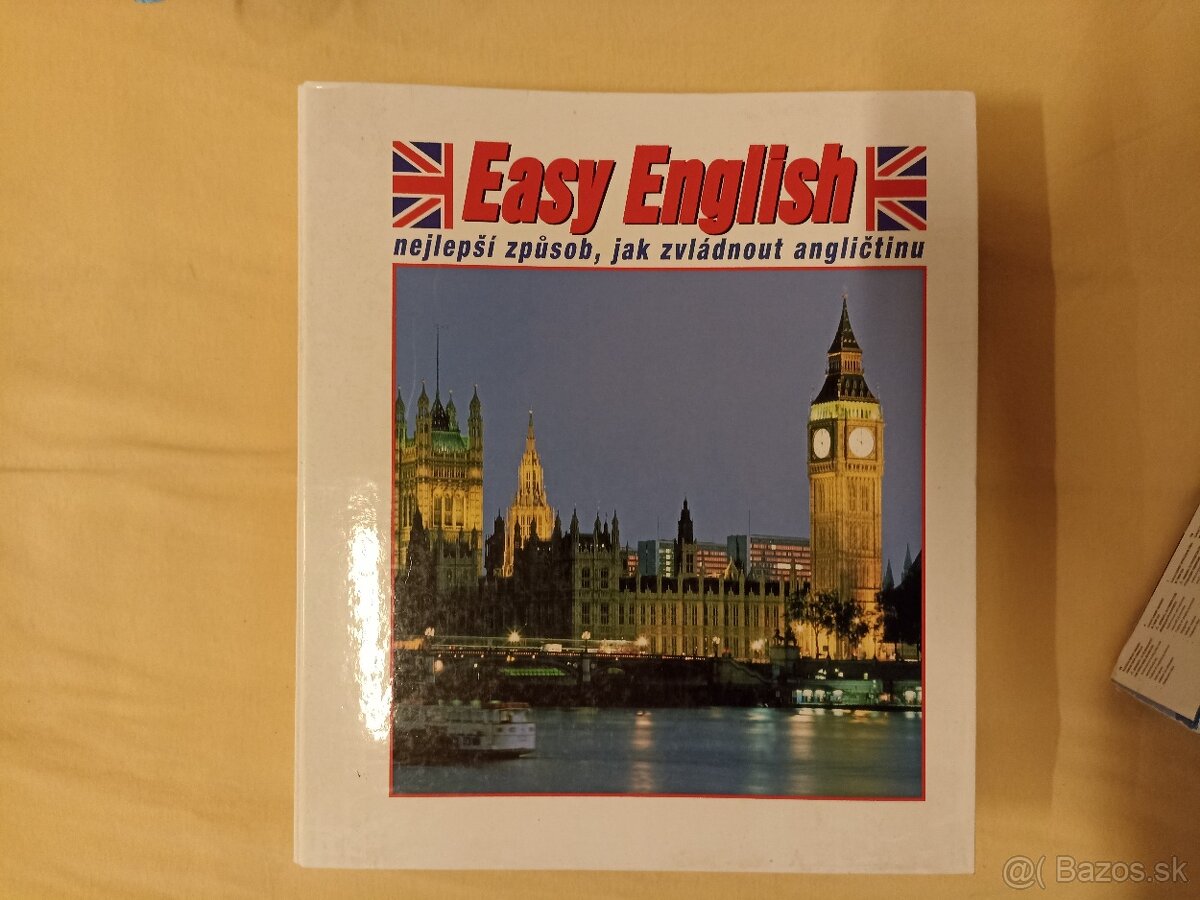 Easy English
nejlepší způsob, jak zvládnout angličtinu
@( Bazos.sk